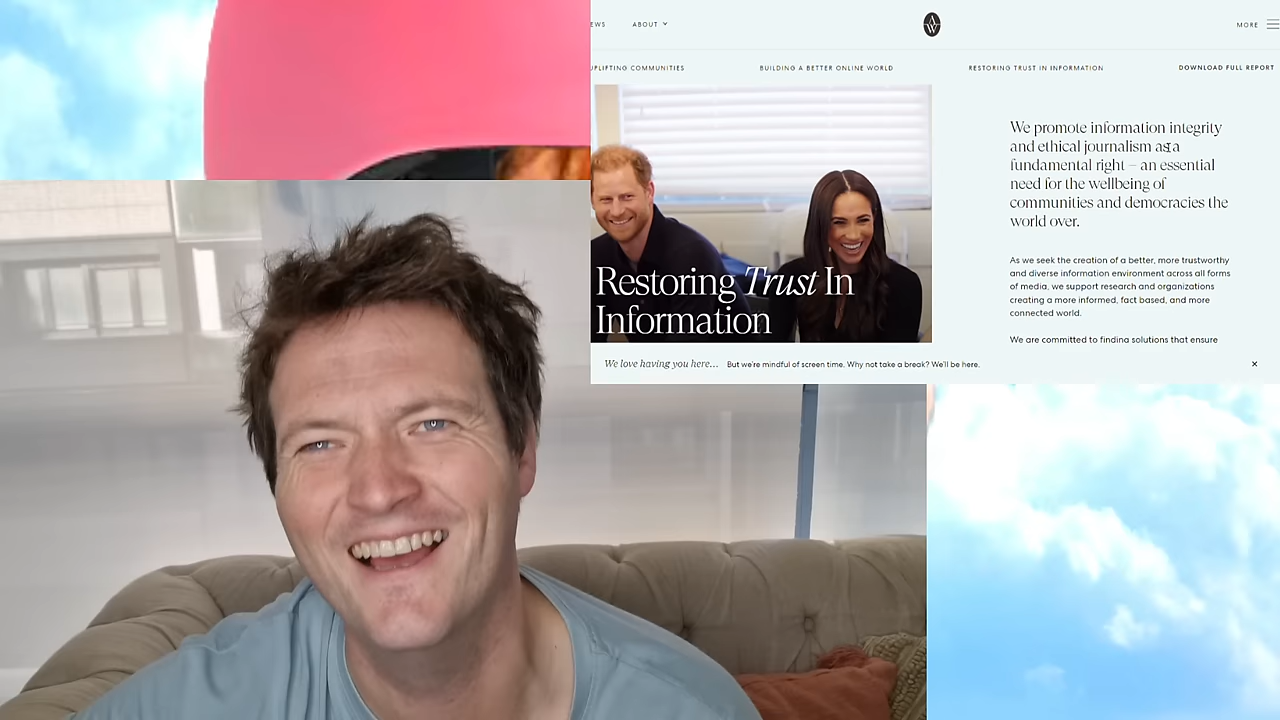 EWS
ABOUT
AW
MORE
UPLIFTING COMMUNITIES
BUILDING A BETTER ONLINE WORLD
RESTORING TRUST IN INFORMATION
DOWNLOAD FULL REPORT
Restoring Trust In
Information
We promote information integrity
and ethical journalism as a
fundamental right – an essential
need for the wellbeing of
communities and democracies the
world over.
As we seek the creation of a better, more trustworthy
and diverse information environment across all forms
of media, we support research and organizations
creating a more informed, fact based, and more
connected world.
We are committed to finding solutions that ensure
We love having you here... But we're mindful of screen time. Why not take a break? We'll be here.